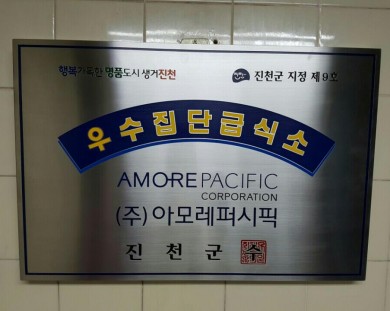 행복가득한 명품도시 생거진천
진천군 지정 제9호
우수집단급식소
AMOREPACIFIC
CORPORATION
(주)아모레퍼시픽
진천군